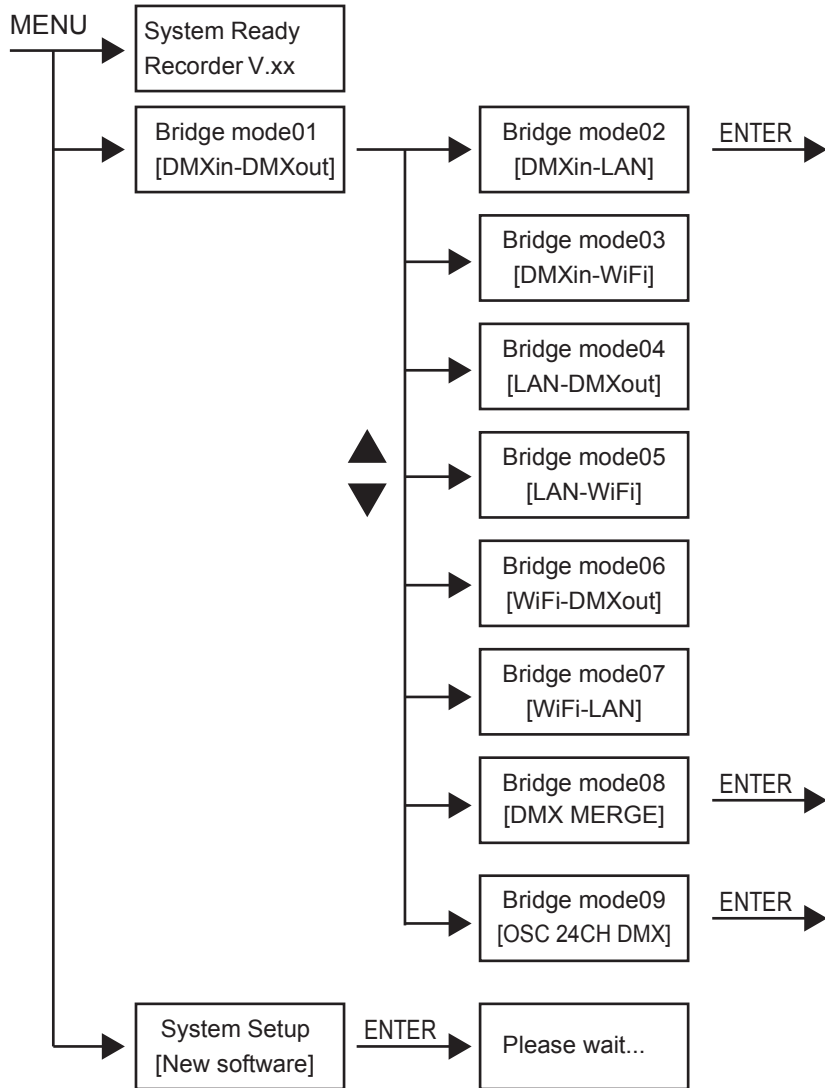 MENU
System Ready
Recorder V.xx
Bridge mode01
[DMXin-DMXout]
Bridge mode02
[DMXin-LAN]
ENTER
Bridge mode03
[DMXin-WiFi]
Bridge mode04
[LAN-DMXout]
Bridge mode05
[LAN-WiFi]
Bridge mode06
[WiFi-DMXout]
Bridge mode07
[WiFi-LAN]
Bridge mode08
[DMX MERGE]
ENTER
Bridge mode09
[OSC 24CH DMX]
ENTER
System Setup
[New software]
ENTER
Please wait...